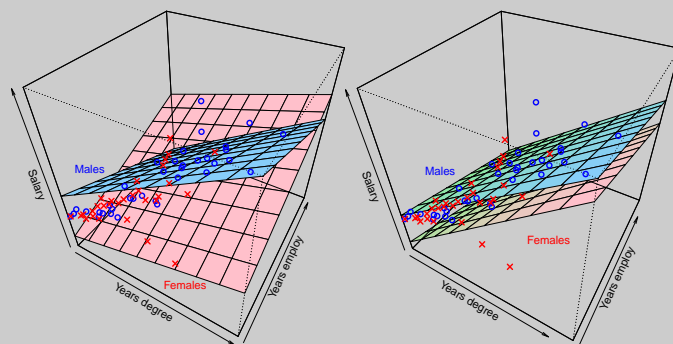 Males
Salary
Years employ
Females
Years degree
Males
Salary
Years employ
Females
Years degree